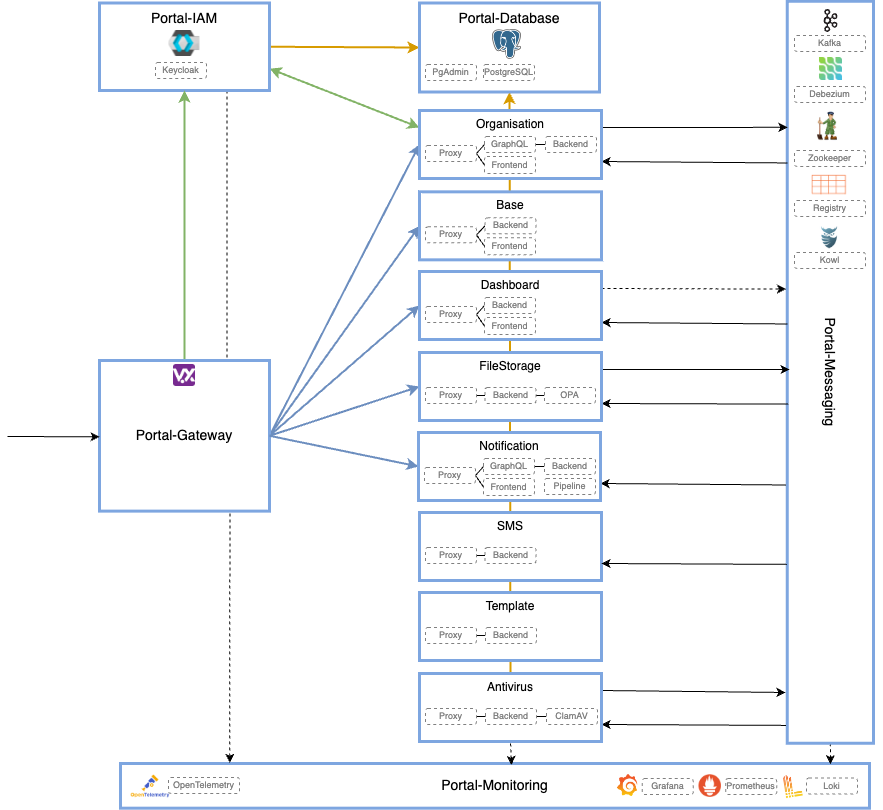 Portal-IAM
Keycloak
Portal-Database
PgAdmin
PostgreSQL
Kafka
Debezium
Zookeeper
Registry
Kowl
Portal-Messaging
Organisation
Proxy
GraphQL
Backend
Frontend
Base
Proxy
Backend
Frontend
Dashboard
Proxy
Backend
Frontend
FileStorage
Proxy
Backend
OPA
VX
Portal-Gateway
Notification
Proxy
GraphQL
Backend
Frontend
Pipeline
SMS
Proxy
Backend
Template
Proxy
Backend
Antivirus
Proxy
Backend
ClamAV
OpenTelemetry
OpenTelemetry
Portal-Monitoring
Grafana
Prometheus
Loki